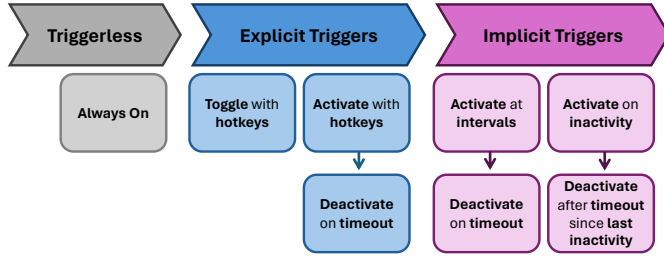 Triggerless
Explicit Triggers
Implicit Triggers
Always On
Toggle with
hotkeys
Activate with
hotkeys
Activate at
intervals
Activate on
inactivity
Deactivate
on timeout
Deactivate
on timeout
Deactivate
after timeout
since last
inactivity